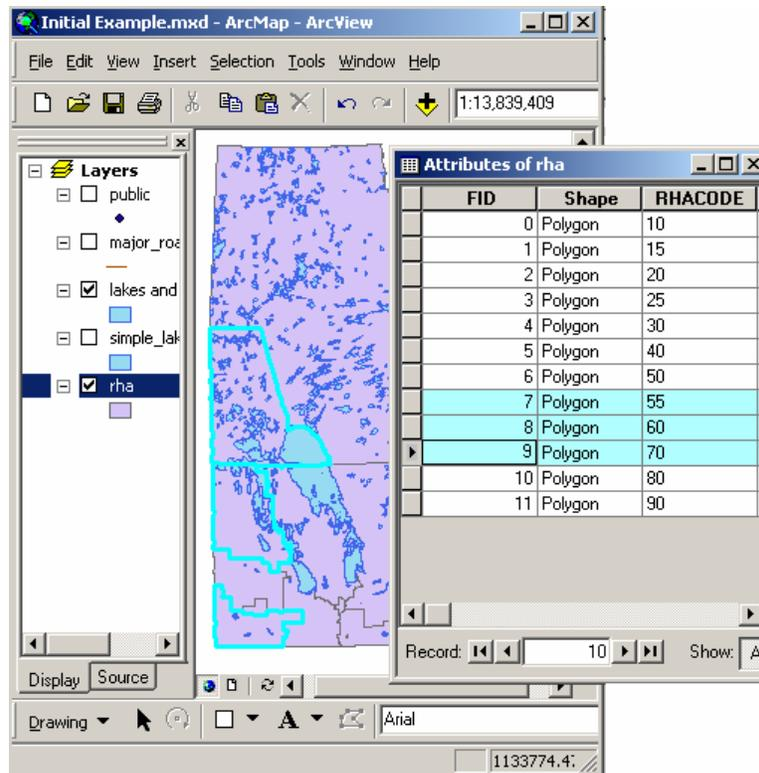 Initial Example.mxd - ArcMap - ArcView
File Edit View Insert Selection Tools Window Help
1:13,839,409
Layers
public
major_roa
lakes and
simple_lak
rha
Display Source
Attributes of rha
FID Shape RHACODE
0 Polygon 10
1 Polygon 15
2 Polygon 20
3 Polygon 25
4 Polygon 30
5 Polygon 40
6 Polygon 50
7 Polygon 55
8 Polygon 60
9 Polygon 70
10 Polygon 80
11 Polygon 90
Record: 10 Show: A
Drawing A Arial
1133774.47